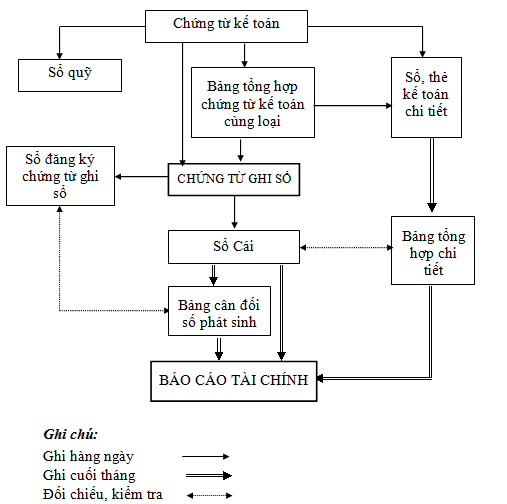 Chứng từ kế toán
Sổ quỹ
Bảng tổng hợp
chứng từ kế toán
cùng loại
Sổ, thẻ
kế toán
chi tiết
Sổ đăng ký
chứng từ ghi
sổ
CHỨNG TỪ GHI SỔ
Sổ Cái
Bảng tổng
hợp chi
tiết
Bảng cân đối
số phát sinh
BÁO CÁO TÀI CHÍNH
Ghi chú:
Ghi hàng ngày
Ghi cuối tháng
Đối chiếu, kiểm tra